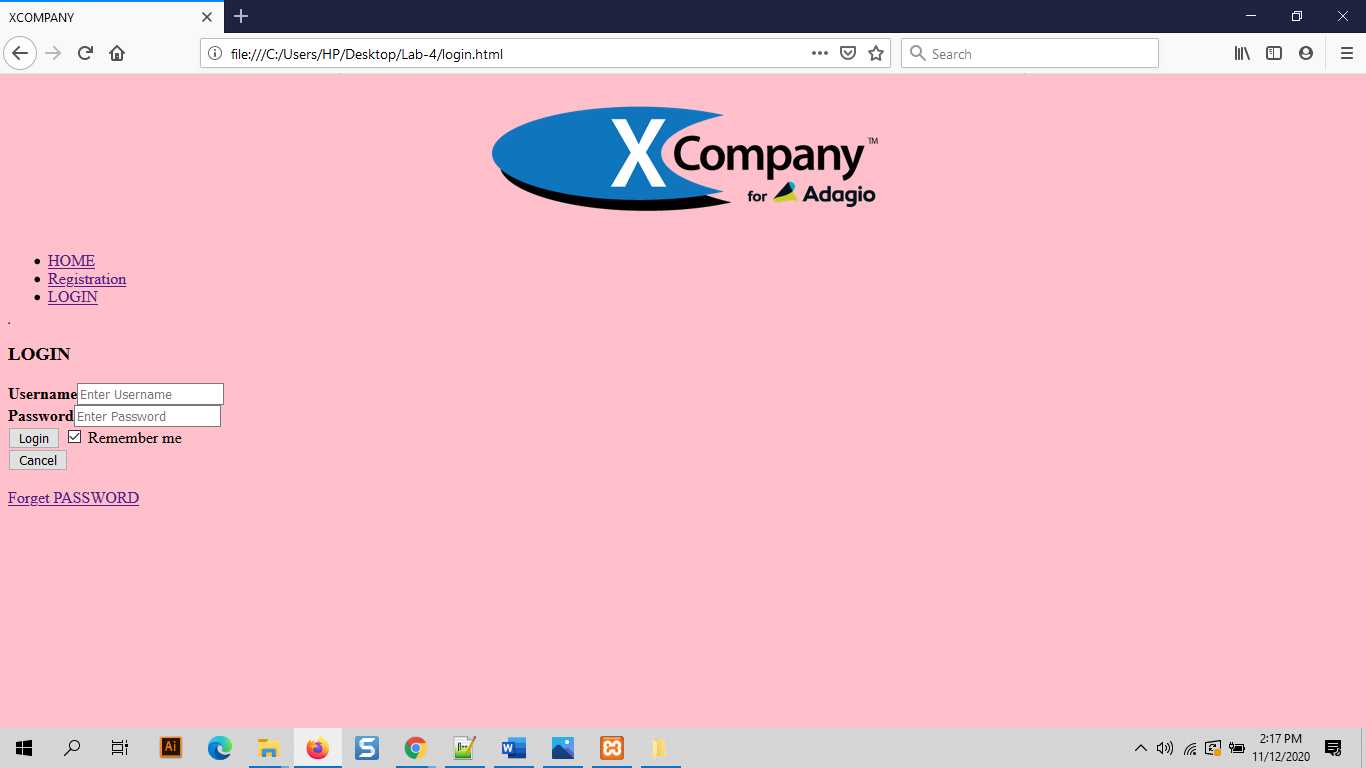 XCOMPANY
file:///C:/Users/HP/Desktop/Lab-4/login.html
Search
X Company™
for Adagio
HOME
Registration
LOGIN
.
LOGIN
Username Enter Username
Password Enter Password
Login Remember me
Cancel
Forget PASSWORD
Ai
S
W
2:17 PM
11/12/2020